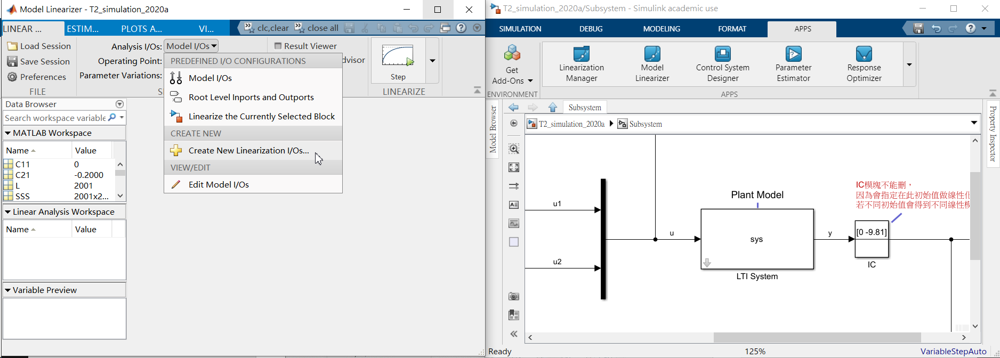 Model Linearizer - T2_simulation_2020a
LINEAR ...
ESTIM...
PLOTS A...
VI...
clc,clear
close all
Load Session
Save Session
Preferences
FILE
Analysis I/Os:
Model I/Os
Operating Point:
Parameter Variations:
Result Viewer
dvisor
Step
LINEARIZE
PREDEFINED I/O CONFIGURATIONS
Model I/Os
Root Level Inports and Outports
Linearize the Currently Selected Block
CREATE NEW
Create New Linearization I/Os...
VIEW/EDIT
Edit Model I/Os
Data Browser
Search workspace variable
MATLAB Workspace
Name Value
C11 0
C21 -0.2000
L 2001
SSS 2001x2...
Linear Analysis Workspace
Name Value
Variable Preview
T2_simulation_2020a/Subsystem - Simulink academic use
SIMULATION
DEBUG
MODELING
FORMAT
APPS
Get
Add-Ons
ENVIRONMENT
Linearization
Manager
Model
Linearizer
Control System
Designer
Parameter
Estimator
Response
Optimizer
APPS
Model Browser
Subsystem
T2_simulation_2020a
Subsystem
Property Inspector
u1
u2
u
Plant Model
sys
LTI System
y
IC模塊不能刪，
因為會指定在此初始值做線性化
若不同初始值會得到不同線性模
[0 -9.81]
IC
Ready
125%
VariableStepAuto